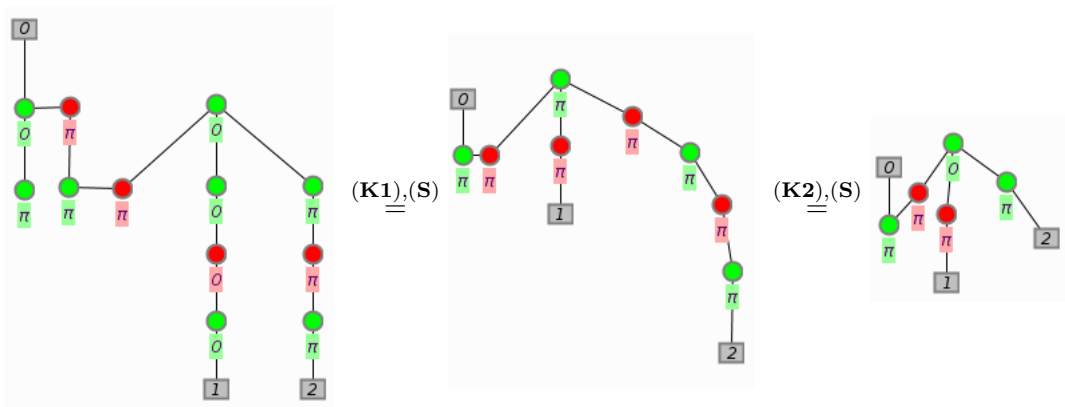 0
0 π 0
π π π 0 π
0 π
0 π
1 2
(K1),(S)
=
0 π
π
π π π π
1 π
π
2
(K2),(S)
=
0 0
π π
π π 2
1